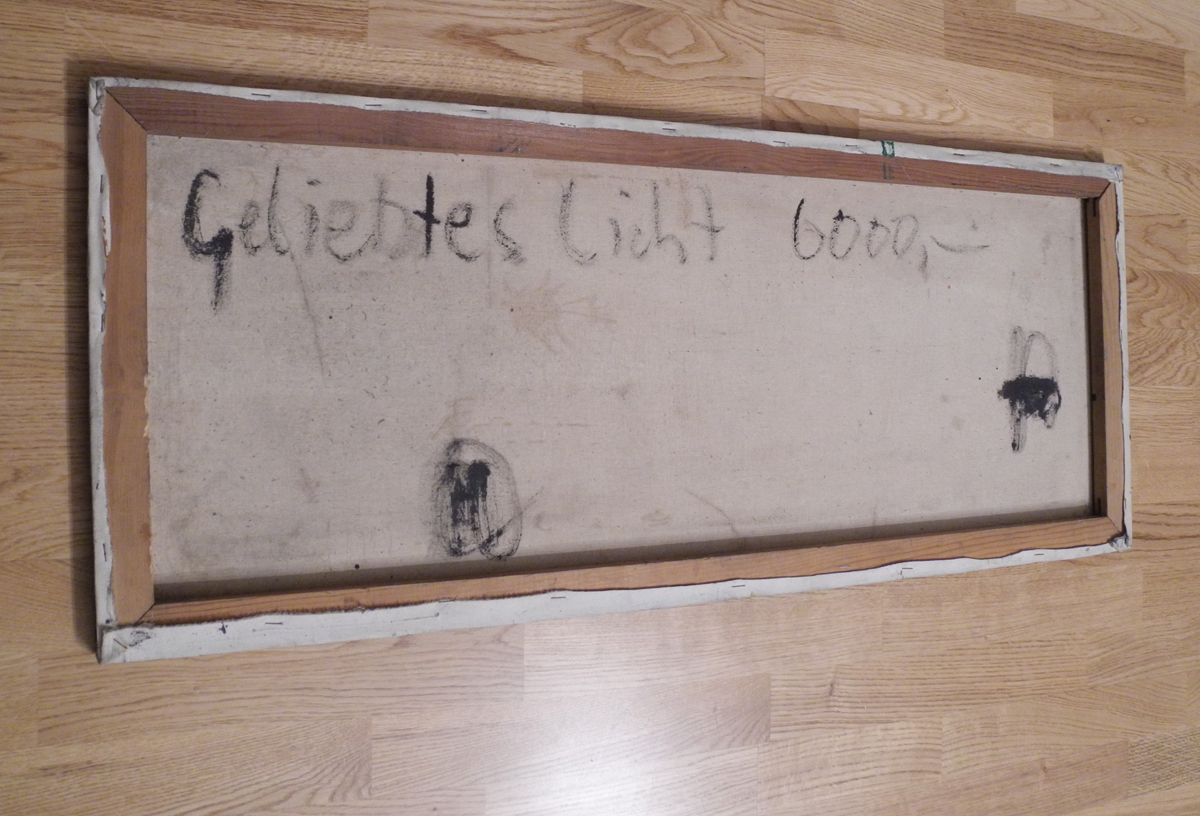 Geliebtes Licht 6000,-